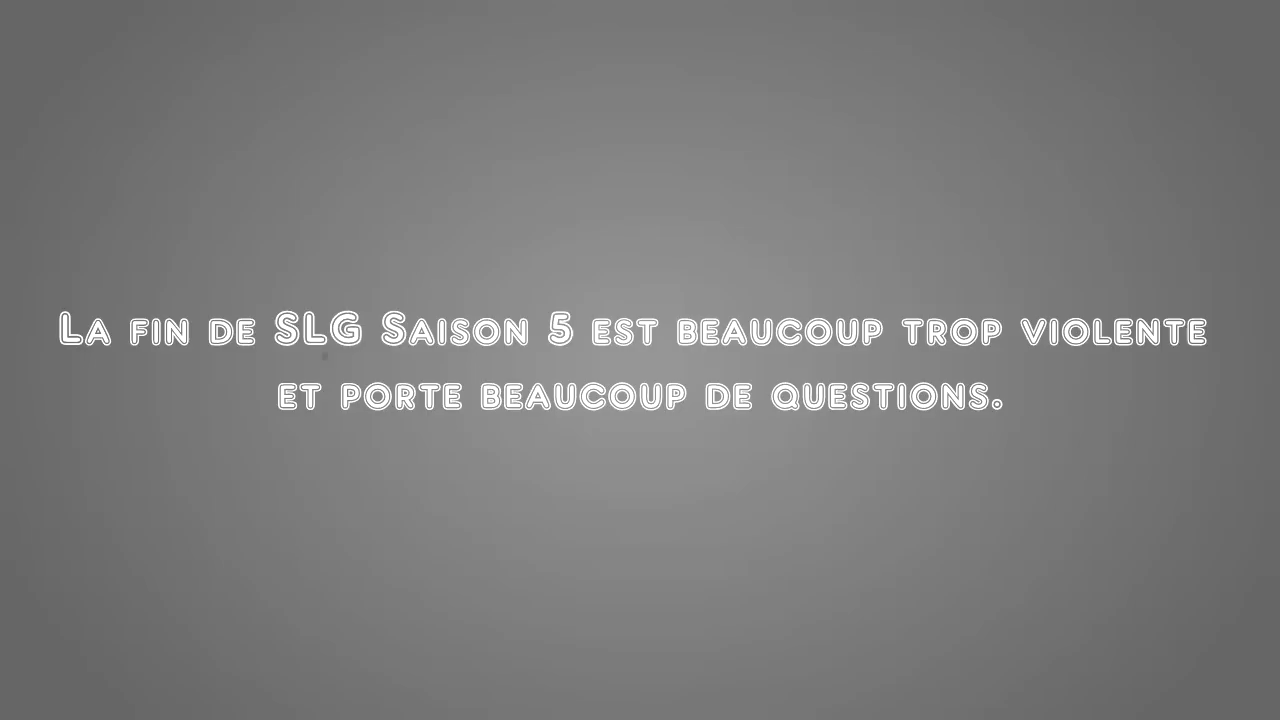 La fin de SLG Saison 5 est beaucoup trop violente
et porte beaucoup de questions.